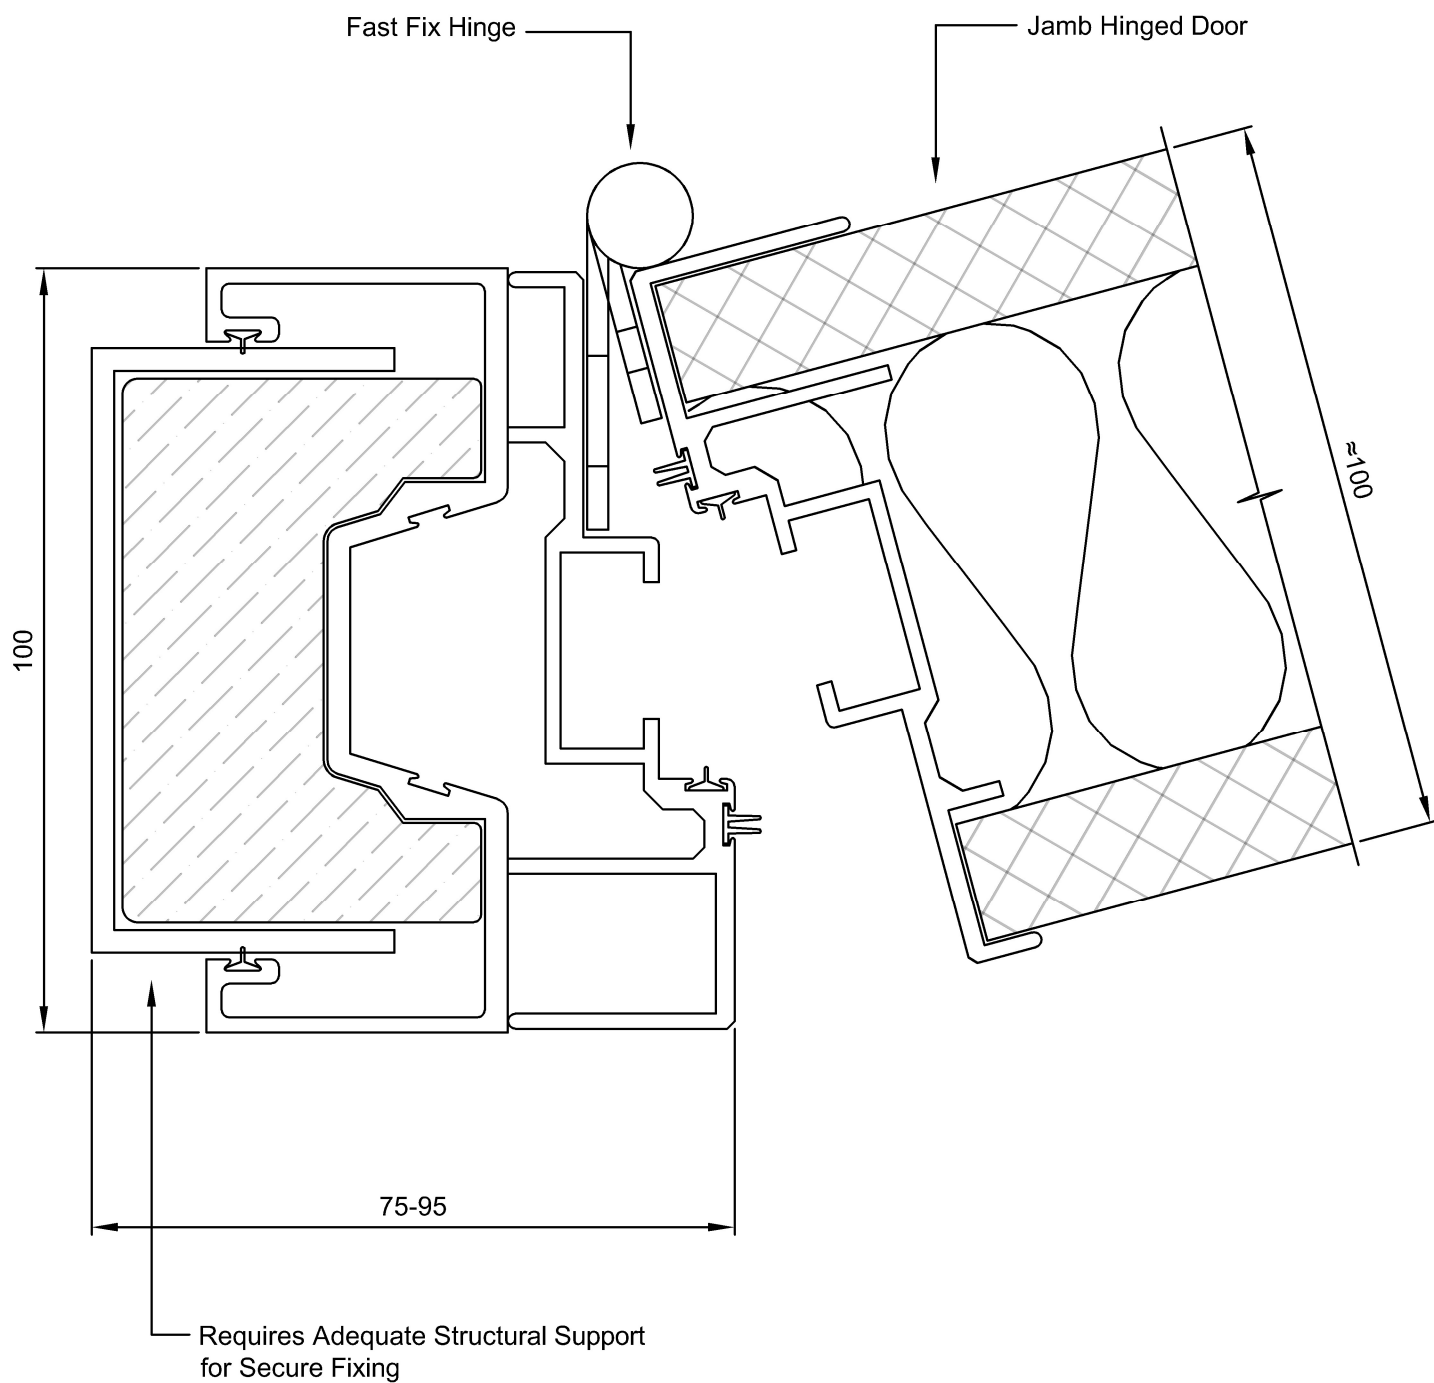 Fast Fix Hinge
Jamb Hinged Door
≈100
100
75-95
Requires Adequate Structural Support
for Secure Fixing